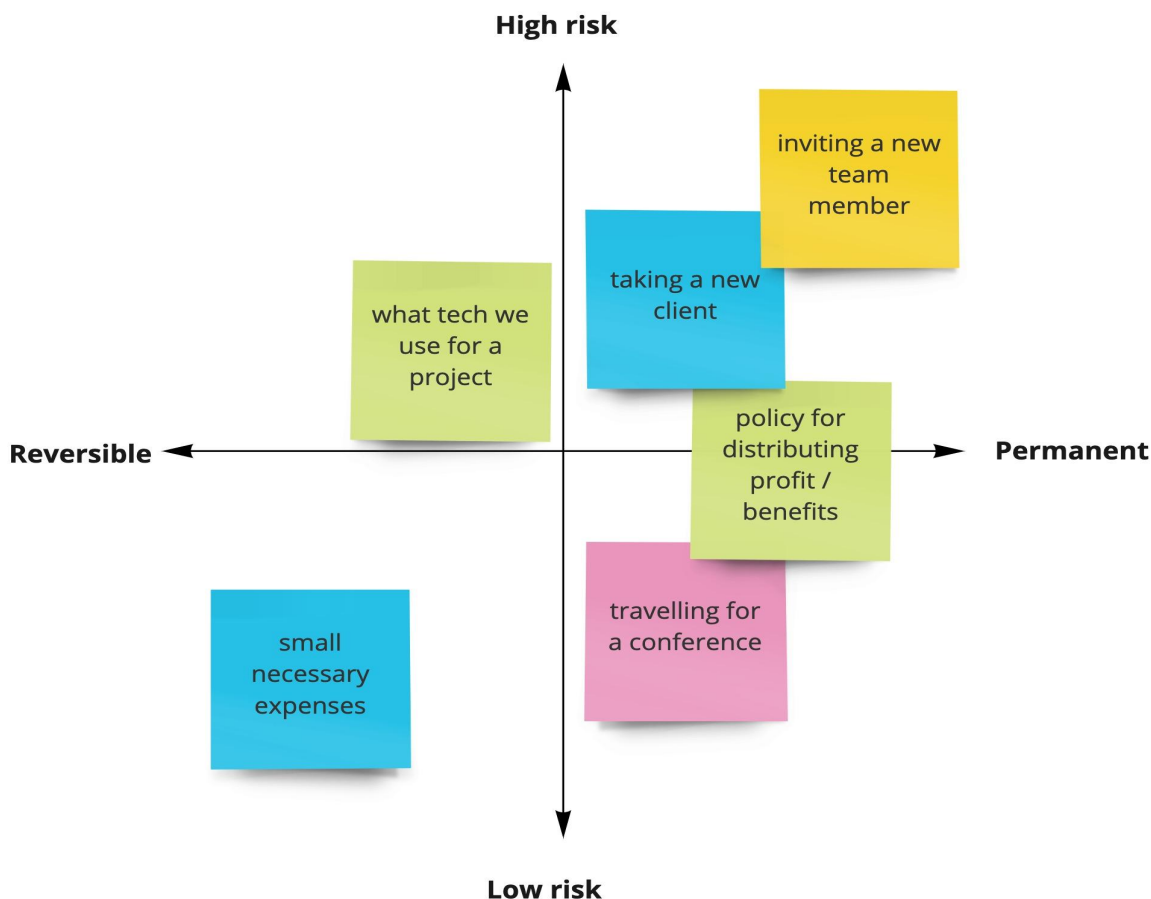 High risk
inviting a new
team
member
taking a new
client
what tech we
use for a
project
Reversible
Permanent
policy for
distributing
profit /
benefits
travelling for
a conference
small
necessary
expenses
Low risk